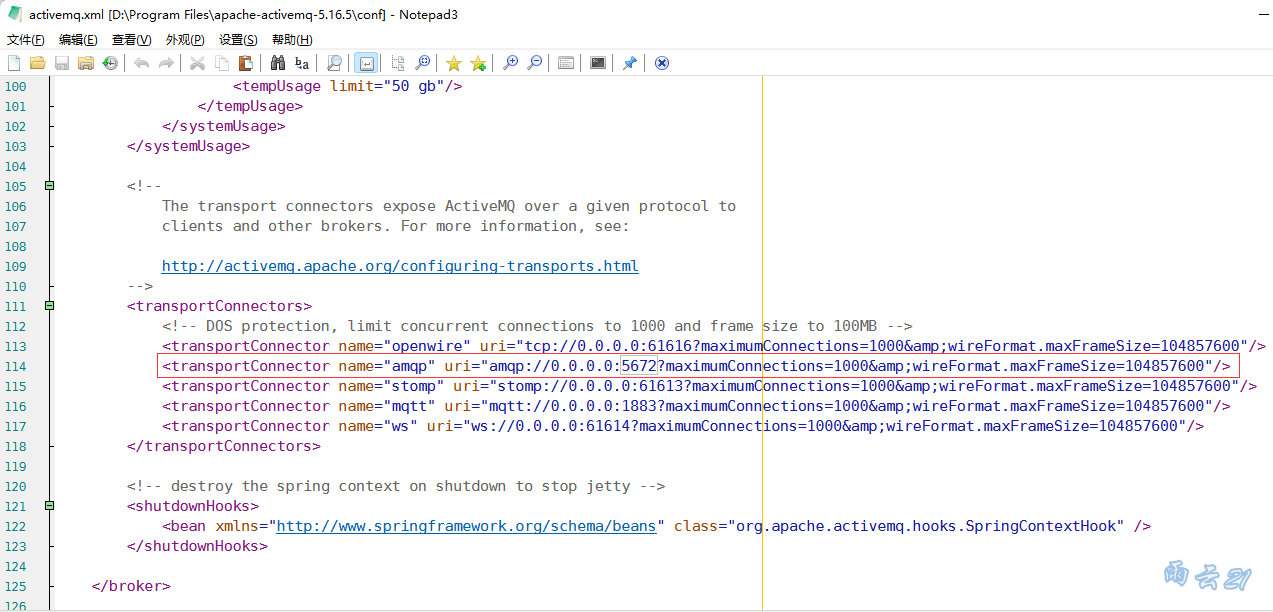 activemq.xml [D:\Program Files\apache-activemq-5.16.5\conf] - Notepad3
文件(F) 编辑(E) 查看(V) 外观(P) 设置(S) 帮助(H)
100 <tempUsage limit="50 gb"/>
101 </tempUsage>
102 </systemUsage>
103 </systemUsage>
104
105 <!--
106 The transport connectors expose ActiveMQ over a given protocol to
107 clients and other brokers. For more information, see:
108
109 http://activemq.apache.org/configuring-transports.html
110 -->
111 <transportConnectors>
112 <!-- DOS protection, limit concurrent connections to 1000 and frame size to 100MB -->
113 <transportConnector name="openwire" uri="tcp://0.0.0.0:61616?maximumConnections=1000&amp;wireFormat.maxFrameSize=104857600"/>
114 <transportConnector name="amqp" uri="amqp://0.0.0.0:5672?maximumConnections=1000&amp;wireFormat.maxFrameSize=104857600"/>
115 <transportConnector name="stomp" uri="stomp://0.0.0.0:61613?maximumConnections=1000&amp;wireFormat.maxFrameSize=104857600"/>
116 <transportConnector name="mqtt" uri="mqtt://0.0.0.0:1883?maximumConnections=1000&amp;wireFormat.maxFrameSize=104857600"/>
117 <transportConnector name="ws" uri="ws://0.0.0.0:61614?maximumConnections=1000&amp;wireFormat.maxFrameSize=104857600"/>
118 </transportConnectors>
119
120 <!-- destroy the spring context on shutdown to stop jetty -->
121 <shutdownHooks>
122 <bean xmlns="http://www.springframework.org/schema/beans" class="org.apache.activemq.hooks.SpringContextHook" />
123 </shutdownHooks>
124
125 </broker>
126
雨云21